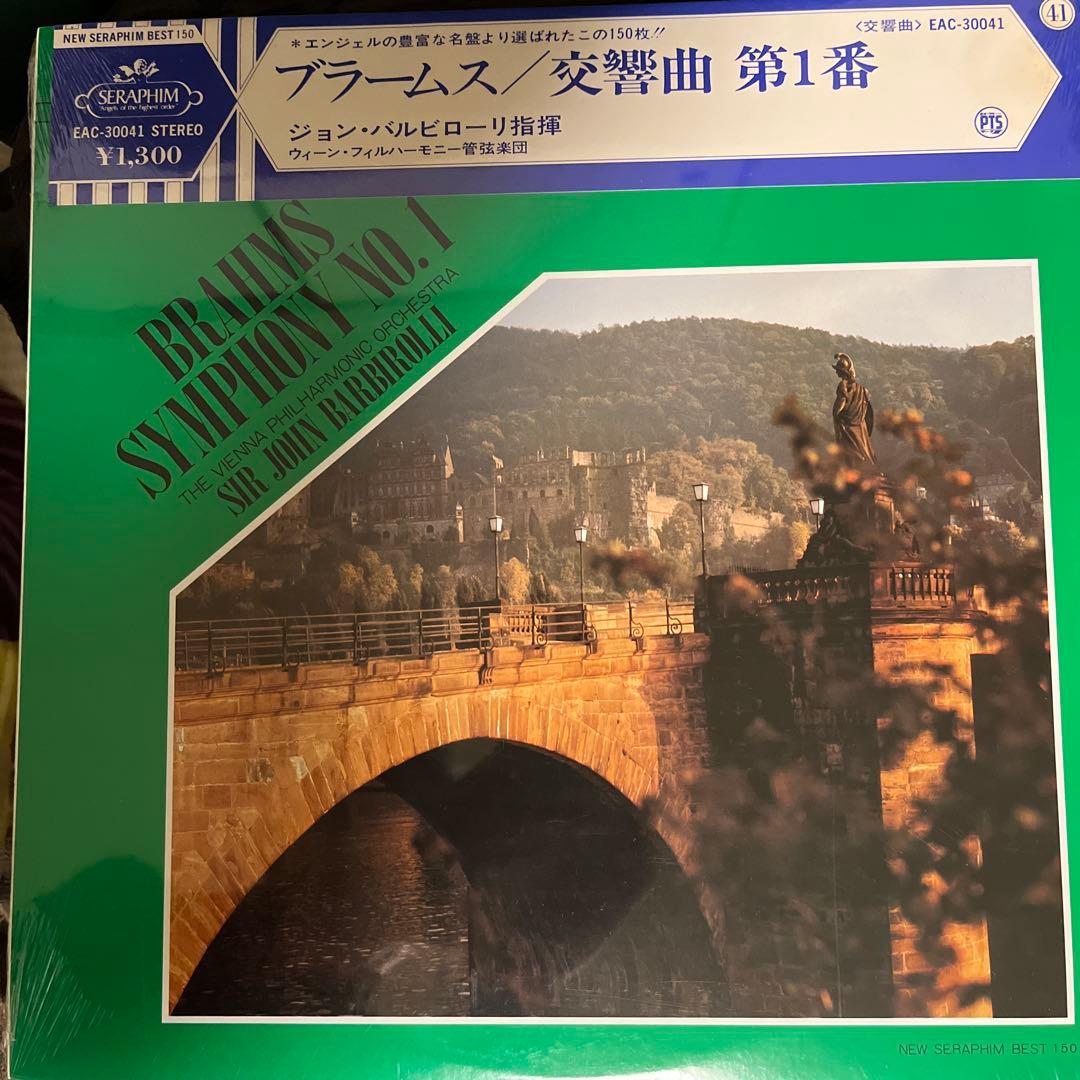 NEW SERAPHIM BEST 150
SERAPHIM
"Angels of the highest order"
EAC-30041 STEREO
¥1,300
*エンジェルの豊富な名盤より選ばれたこの150枚!!
〈交響曲〉 EAC-30041
41
ブラームス/交響曲 第1番
ジョン・バルビローリ指揮
ウィーン・フィルハーモニー管弦楽団
PTS
BRAHMS
SYMPHONY NO. 1
THE VIENNA PHILHARMONIC ORCHESTRA
SIR JOHN BARBIROLLI
NEW SERAPHIM BEST 150